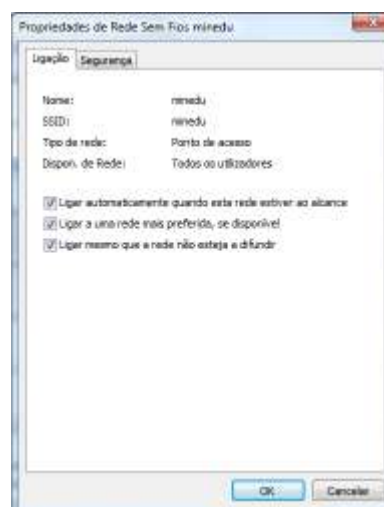 Propriedades de Rede Sem Fios minedu
Ligação Segurança
Nome: minedu
SSID: minedu
Tipo de rede: Ponto de acesso
Dispon. de Rede: Todos os utilizadores
Ligar automaticamente quando esta rede estiver ao alcance
Ligar a uma rede mais preferida, se disponível
Ligar mesmo que a rede não esteja a difundir
OK Cancelar